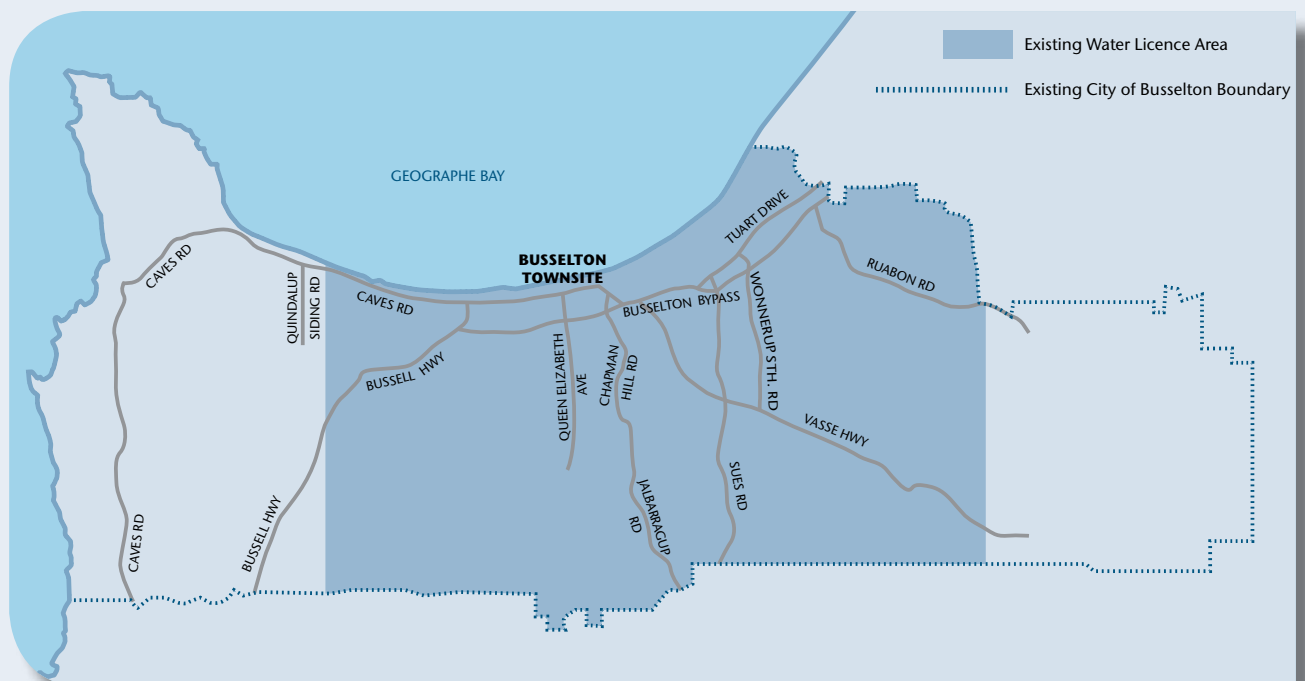 Existing Water Licence Area
Existing City of Busselton Boundary
GEOGRAPHE BAY
TUART DRIVE
BUSSELTON
TOWNSITE
CAVES RD
QUINDALUP
SIDING RD
CAVES RD
BUSSELTON BYPASS
RUABON RD
WONNERUP STH. RD
BUSSELL HWY
QUEEN ELIZABETH
AVE
CHAPMAN
HILL RD
VASSE HWY
SUES RD
JALBARRAGUP
RD
BUSSELL HWY
CAVES RD